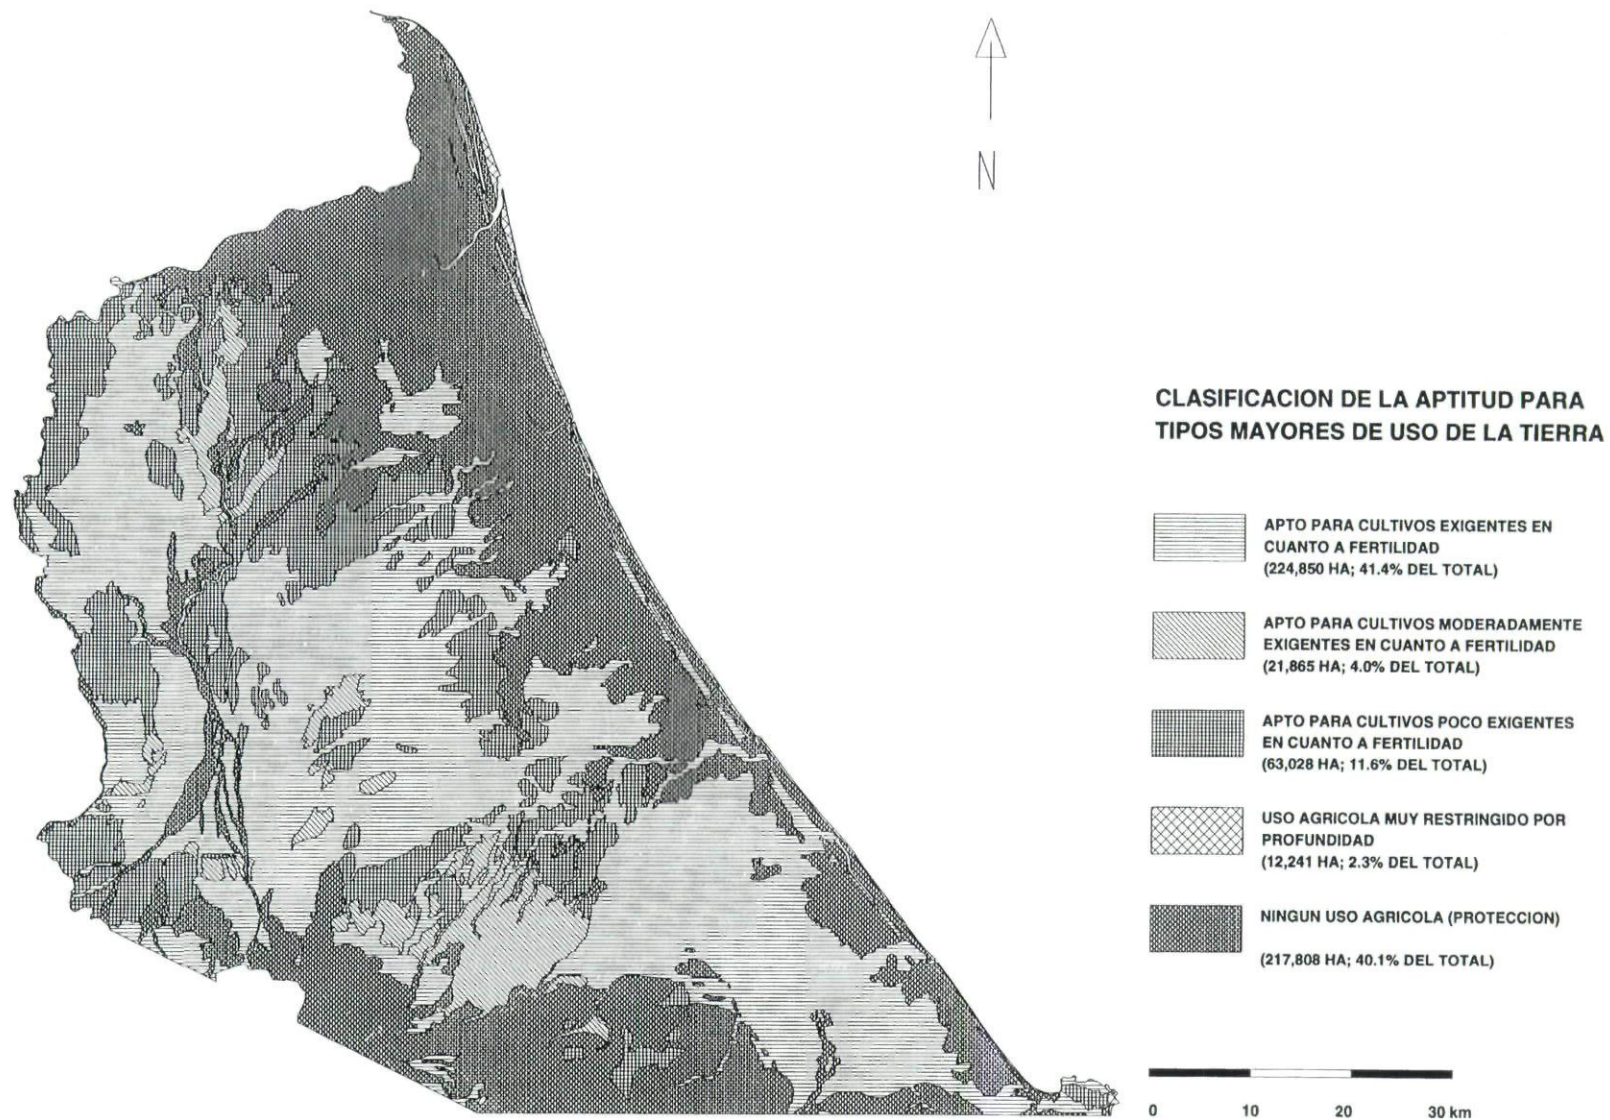 N
CLASIFICACION DE LA APTITUD PARA
TIPOS MAYORES DE USO DE LA TIERRA
APTO PARA CULTIVOS EXIGENTES EN
CUANTO A FERTILIDAD
(224,850 HA; 41.4% DEL TOTAL)
APTO PARA CULTIVOS MODERADAMENTE
EXIGENTES EN CUANTO A FERTILIDAD
(21,865 HA; 4.0% DEL TOTAL)
APTO PARA CULTIVOS POCO EXIGENTES
EN CUANTO A FERTILIDAD
(63,028 HA; 11.6% DEL TOTAL)
USO AGRICOLA MUY RESTRINGIDO POR
PROFUNDIDAD
(12,241 HA; 2.3% DEL TOTAL)
NINGUN USO AGRICOLA (PROTECCION)
(217,808 HA; 40.1% DEL TOTAL)
0 10 20 30 km